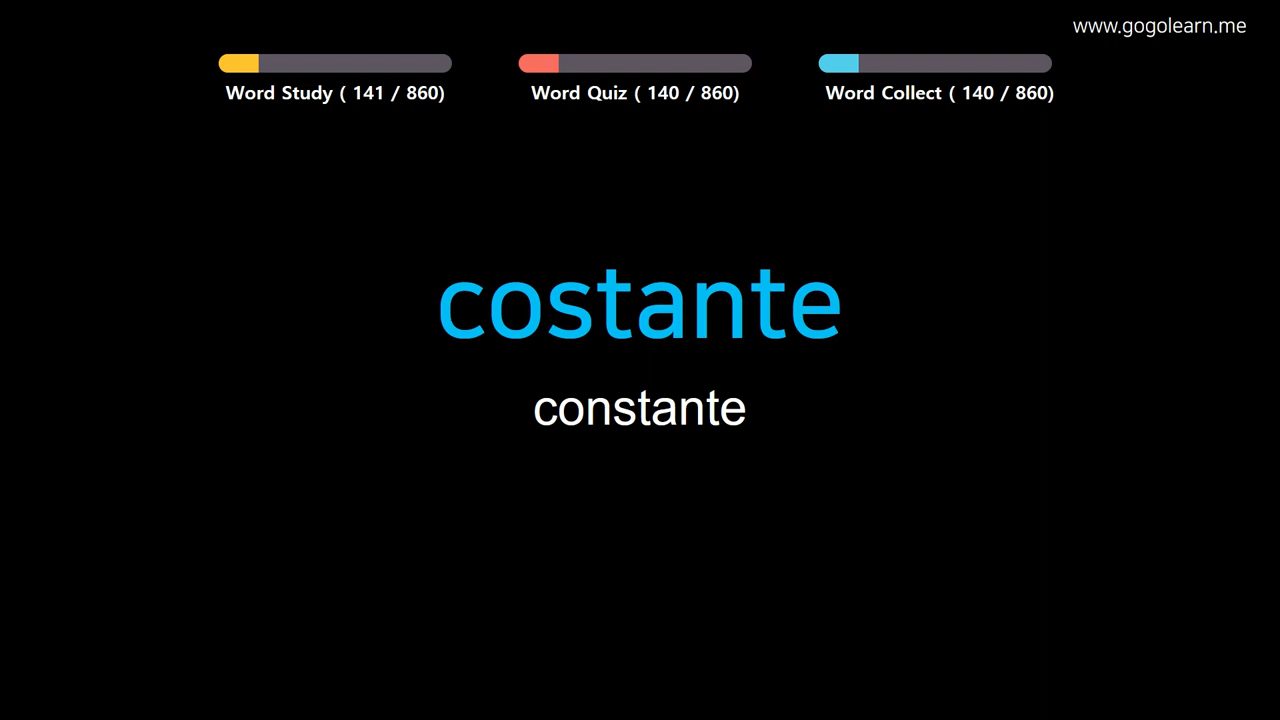 www.gogolearn.me
Word Study ( 141 / 860)
Word Quiz ( 140 / 860)
Word Collect ( 140 / 860)
costante
constante